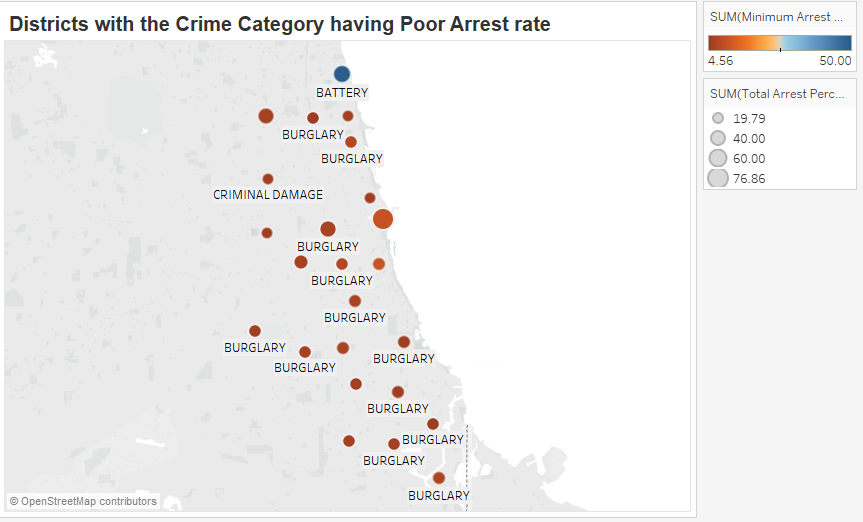 Districts with the Crime Category having Poor Arrest rate
BATTERY
BURGLARY
BURGLARY
CRIMINAL DAMAGE
BURGLARY
BURGLARY
BURGLARY
BURGLARY
BURGLARY
BURGLARY
BURGLARY
BURGLARY
BURGLARY
BURGLARY
© OpenStreetMap contributors
SUM(Minimum Arrest ...
4.56 50.00
SUM(Total Arrest Perc...
19.79
40.00
60.00
76.86